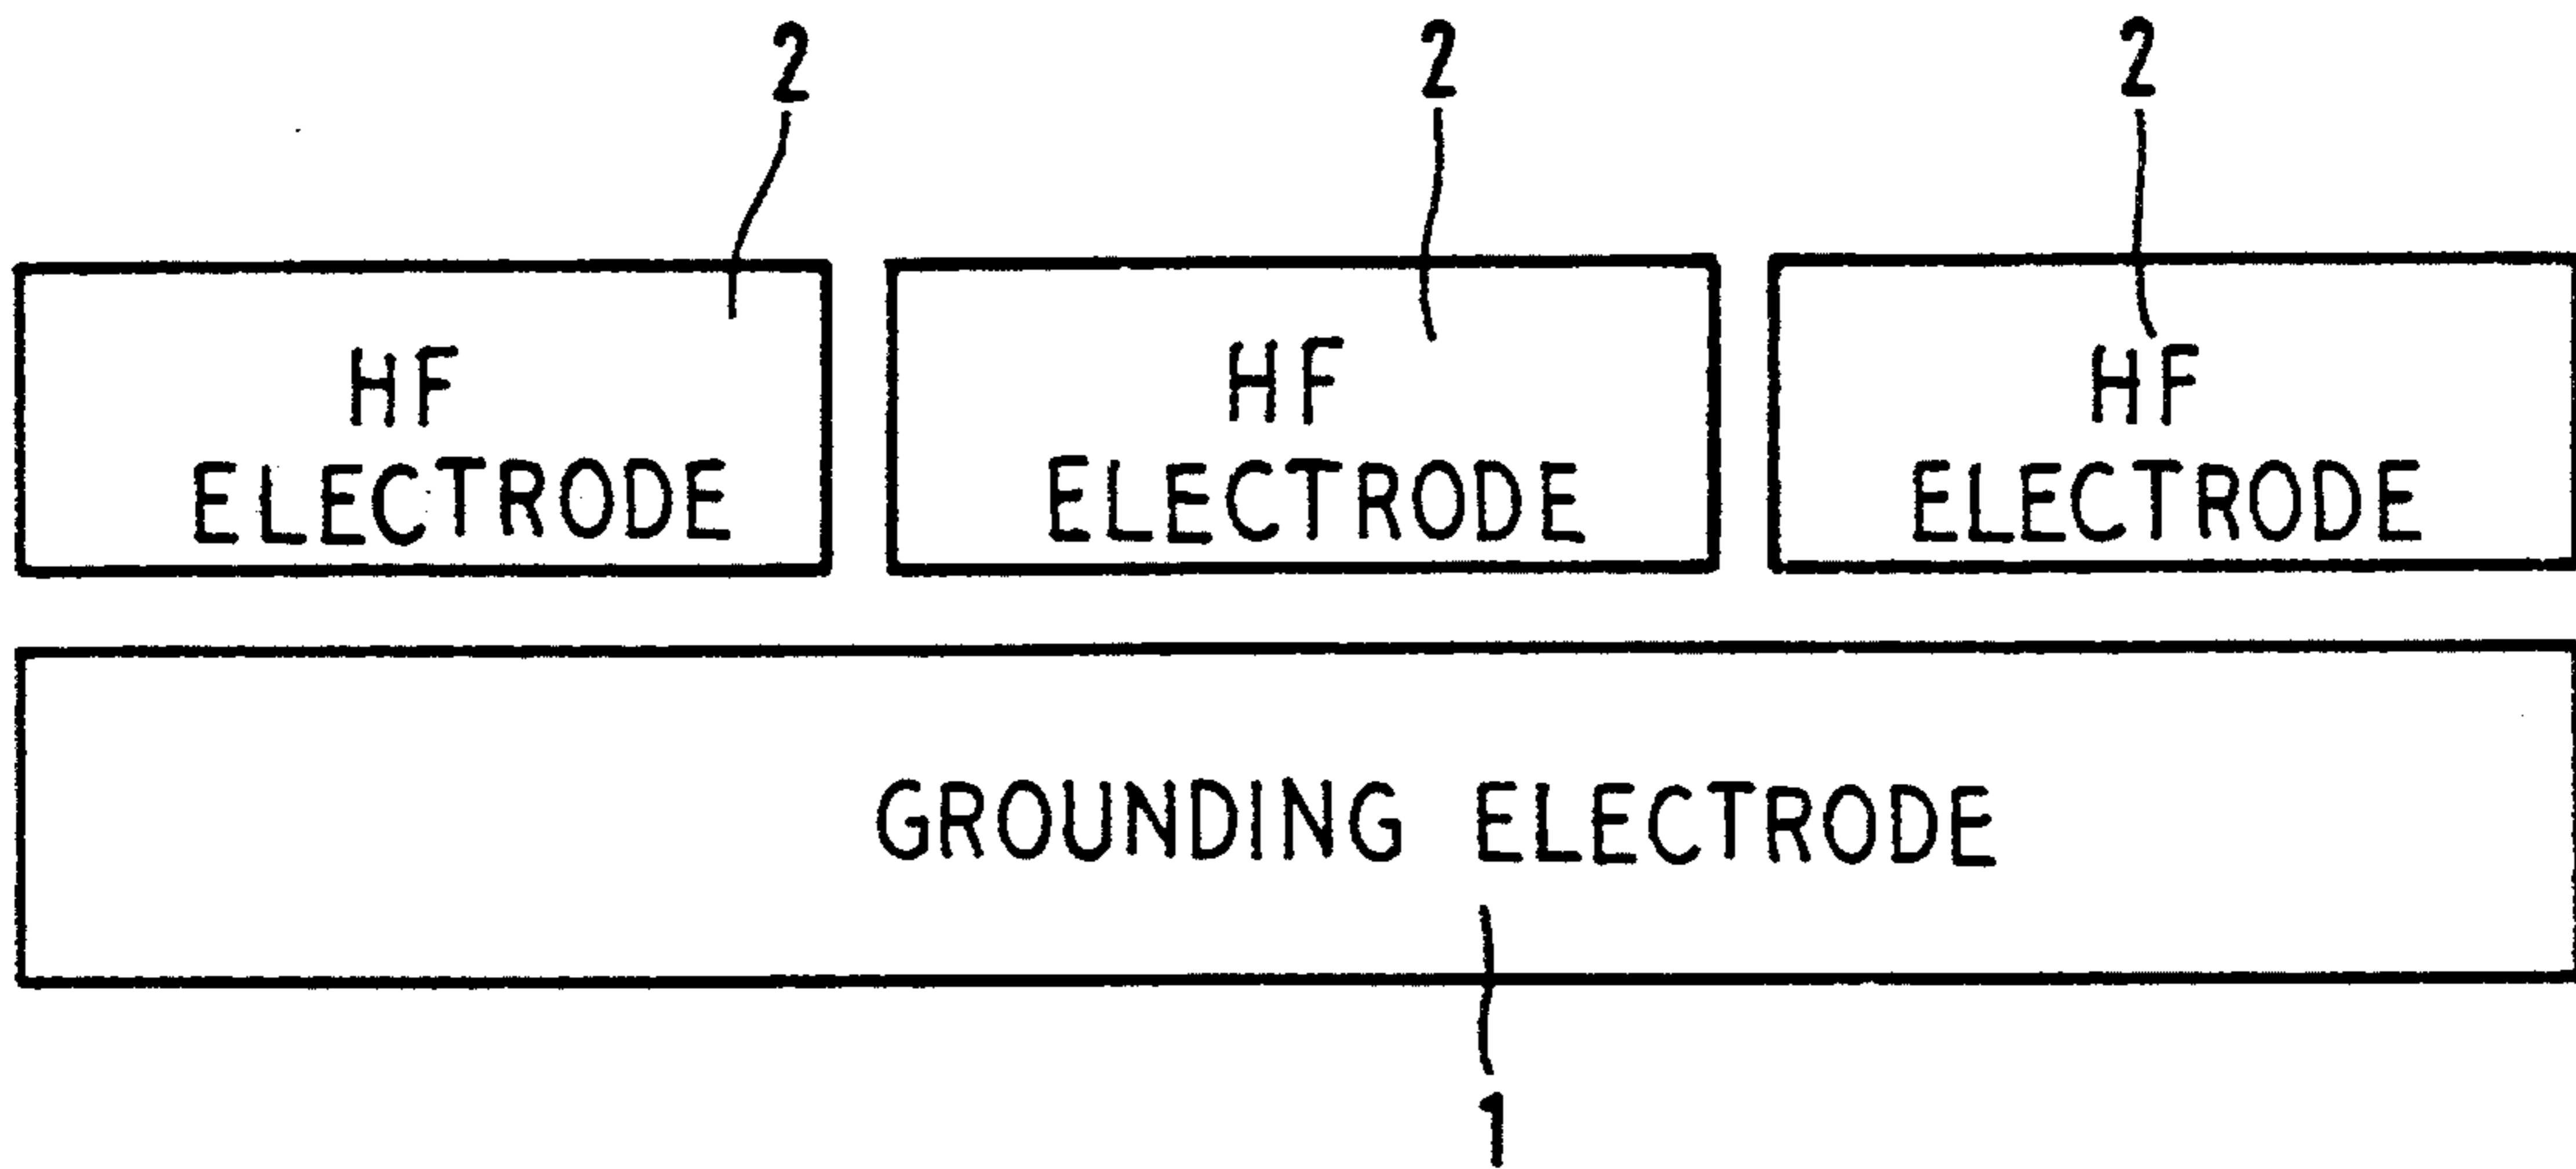 2 2 2
HF HF HF
ELECTRODE ELECTRODE ELECTRODE
GROUNDING ELECTRODE
1